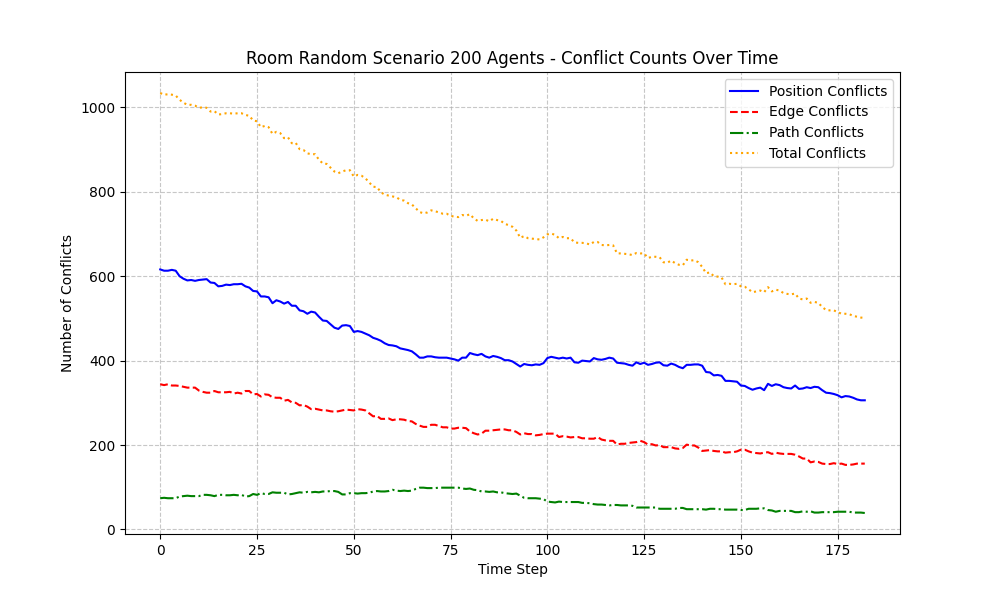 Room Random Scenario 200 Agents - Conflict Counts Over Time
Position Conflicts
Edge Conflicts
Path Conflicts
Total Conflicts
Number of Conflicts
1000
800
600
400
200
0
0 25 50 75 100 125 150 175
Time Step